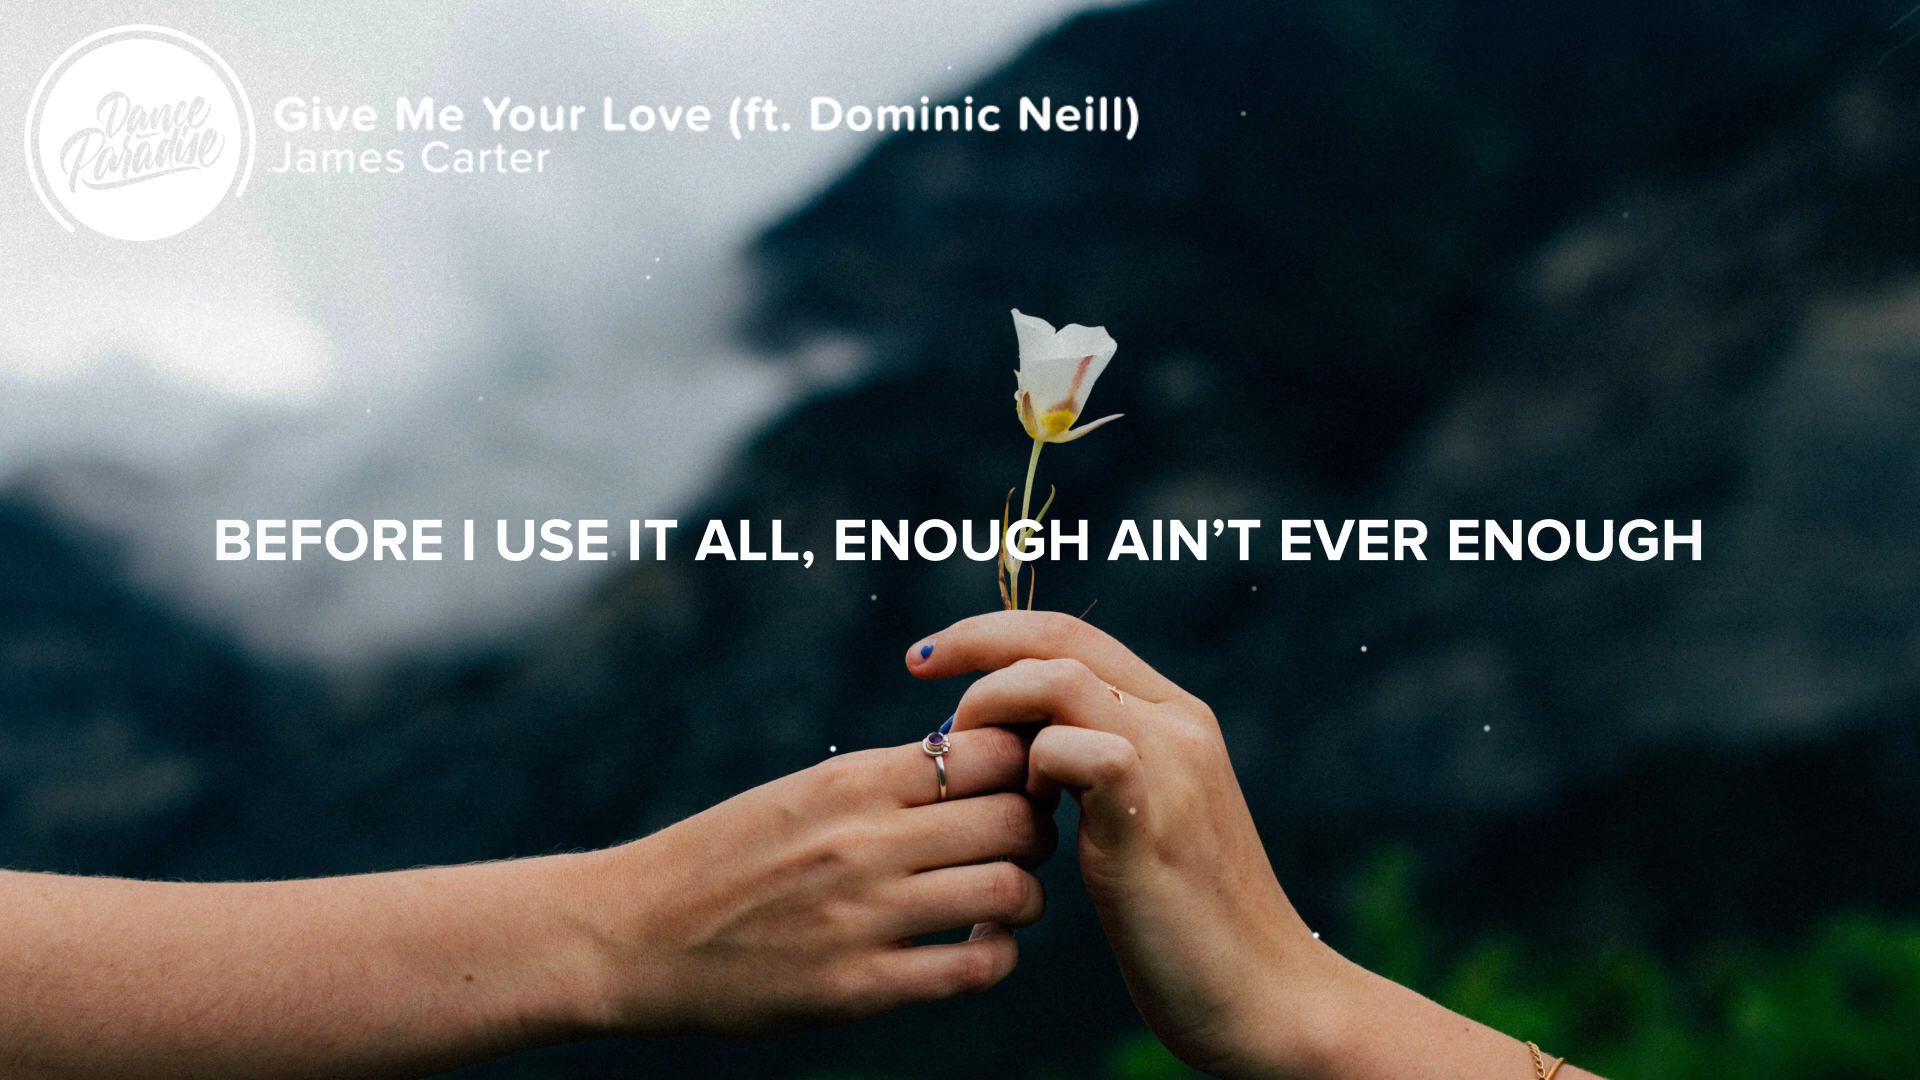 Dance
Paradise
Give Me Your Love (ft. Dominic Neill)
James Carter
BEFORE I USE IT ALL, ENOUGH AIN’T EVER ENOUGH